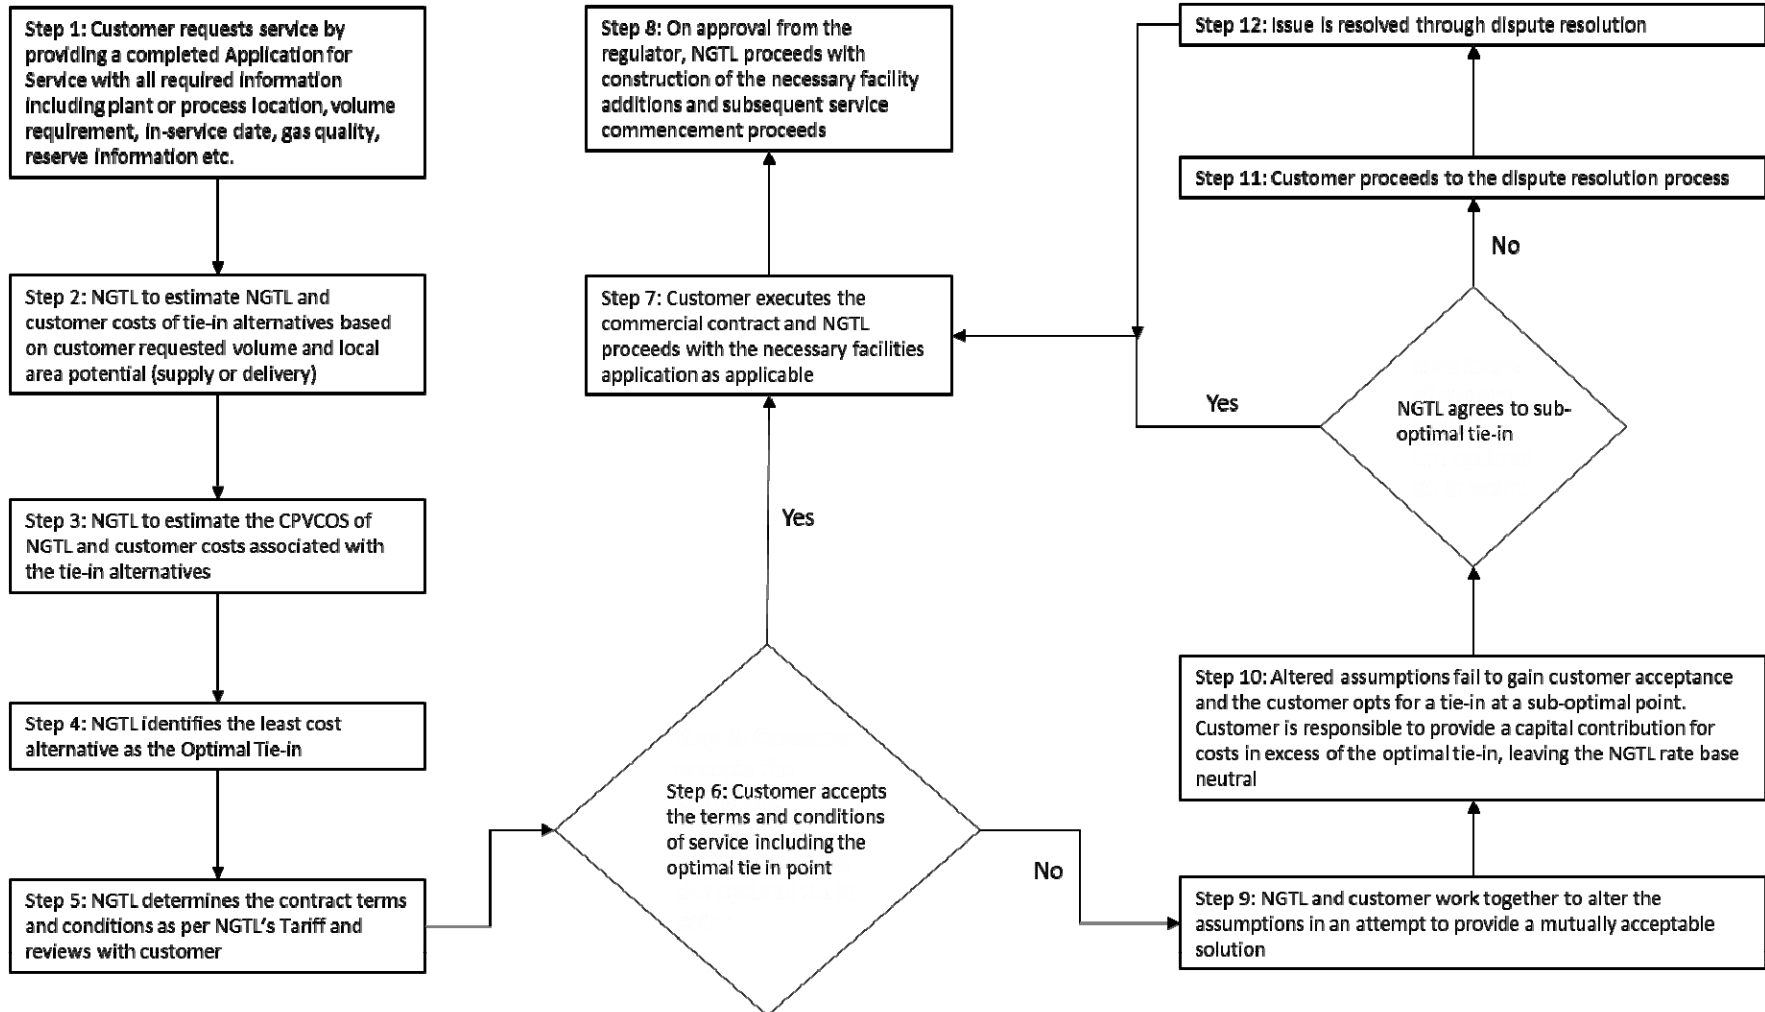 Step 1: Customer requests service by
providing a completed Application for
Service with all required information
including plant or process location, volume
requirement, in-service date, gas quality,
reserve information etc.
Step 2: NGTL to estimate NGTL and
customer costs of tie-in alternatives based
on customer requested volume and local
area potential (supply or delivery)
Step 3: NGTL to estimate the CPVCOS of
NGTL and customer costs associated with
the tie-in alternatives
Step 4: NGTL identifies the least cost
alternative as the Optimal Tie-in
Step 5: NGTL determines the contract terms
and conditions as per NGTL's Tariff and
reviews with customer
Step 6: Customer accepts
the terms and conditions
of service including the
optimal tie in point
Yes
No
Step 7: Customer executes the
commercial contract and NGTL
proceeds with the necessary facilities
application as applicable
Step 8: On approval from the
regulator, NGTL proceeds with
construction of the necessary facility
additions and subsequent service
commencement proceeds
Step 9: NGTL and customer work together to alter the
assumptions in an attempt to provide a mutually acceptable
solution
Step 10: Altered assumptions fail to gain customer acceptance
and the customer opts for a tie-in at a sub-optimal point.
Customer is responsible to provide a capital contribution for
costs in excess of the optimal tie-in, leaving the NGTL rate base
neutral
NGTL agrees to sub-
optimal tie-in
Yes
No
Step 11: Customer proceeds to the dispute resolution process
Step 12: Issue is resolved through dispute resolution